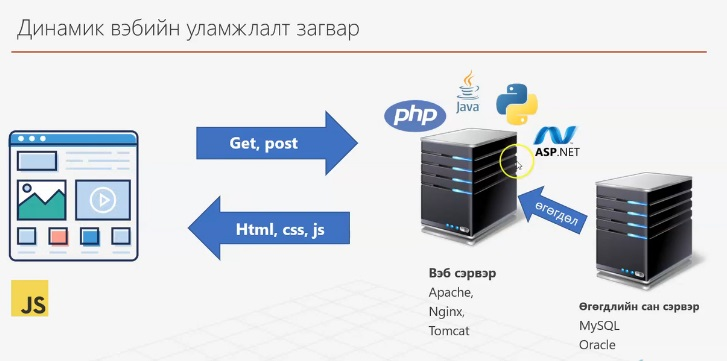 Динамик вэбийн уламжлалт загвар
php
Java
ASP.NET
Get, post
өгөгдөл
Html, css, js
JS
Вэб сэрвэр
Apache,
Nginx,
Tomcat
Өгөгдлийн сан сэрвэр
MySQL
Oracle